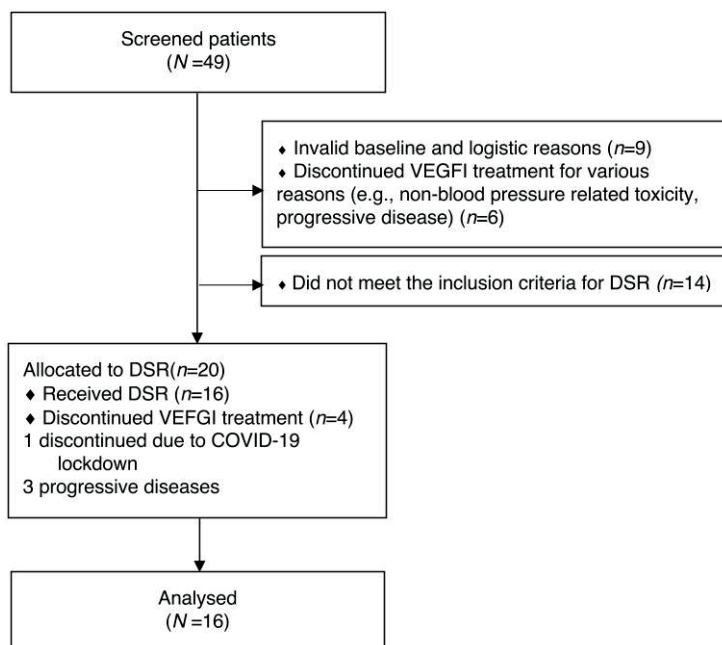 Screened patients
(N =49)
♦ Invalid baseline and logistic reasons (n=9)
♦ Discontinued VEGFI treatment for various
reasons (e.g., non-blood pressure related toxicity,
progressive disease) (n=6)
♦ Did not meet the inclusion criteria for DSR (n=14)
Allocated to DSR(n=20)
♦ Received DSR (n=16)
♦ Discontinued VEFGI treatment (n=4)
1 discontinued due to COVID-19
lockdown
3 progressive diseases
Analysed
(N =16)